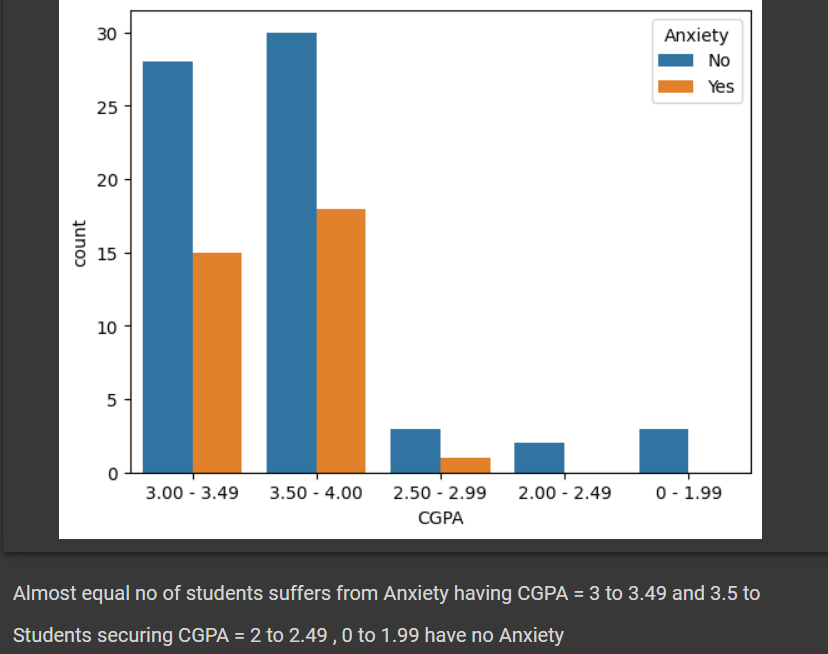 30
25
20
15
10
5
0
count
Anxiety
No
Yes
3.00 - 3.49 3.50 - 4.00 2.50 - 2.99 2.00 - 2.49 0 - 1.99
CGPA
Almost equal no of students suffers from Anxiety having CGPA = 3 to 3.49 and 3.5 to
Students securing CGPA = 2 to 2.49 , 0 to 1.99 have no Anxiety